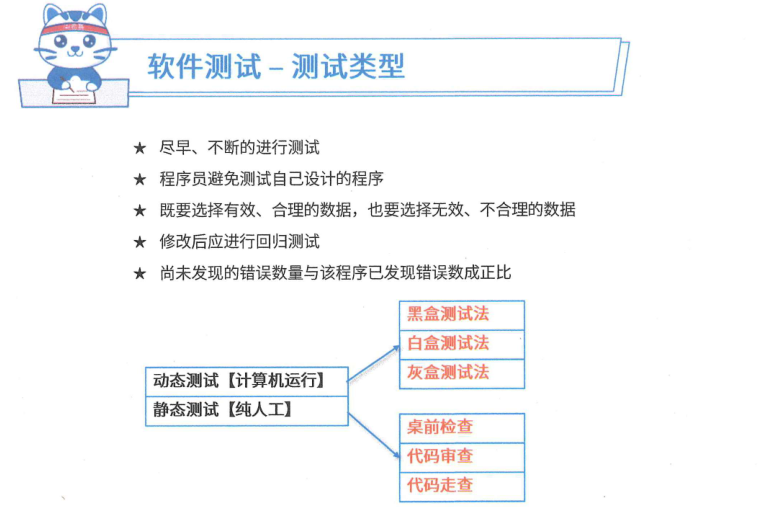 软件测试 – 测试类型
★ 尽早、不断的进行测试
★ 程序员避免测试自己设计的程序
★ 既要选择有效、合理的数据，也要选择无效、不合理的数据
★ 修改后应进行回归测试
★ 尚未发现的错误数量与该程序已发现错误数成正比
动态测试【计算机运行】
静态测试【纯人工】
黑盒测试法
白盒测试法
灰盒测试法
桌前检查
代码审查
代码走查